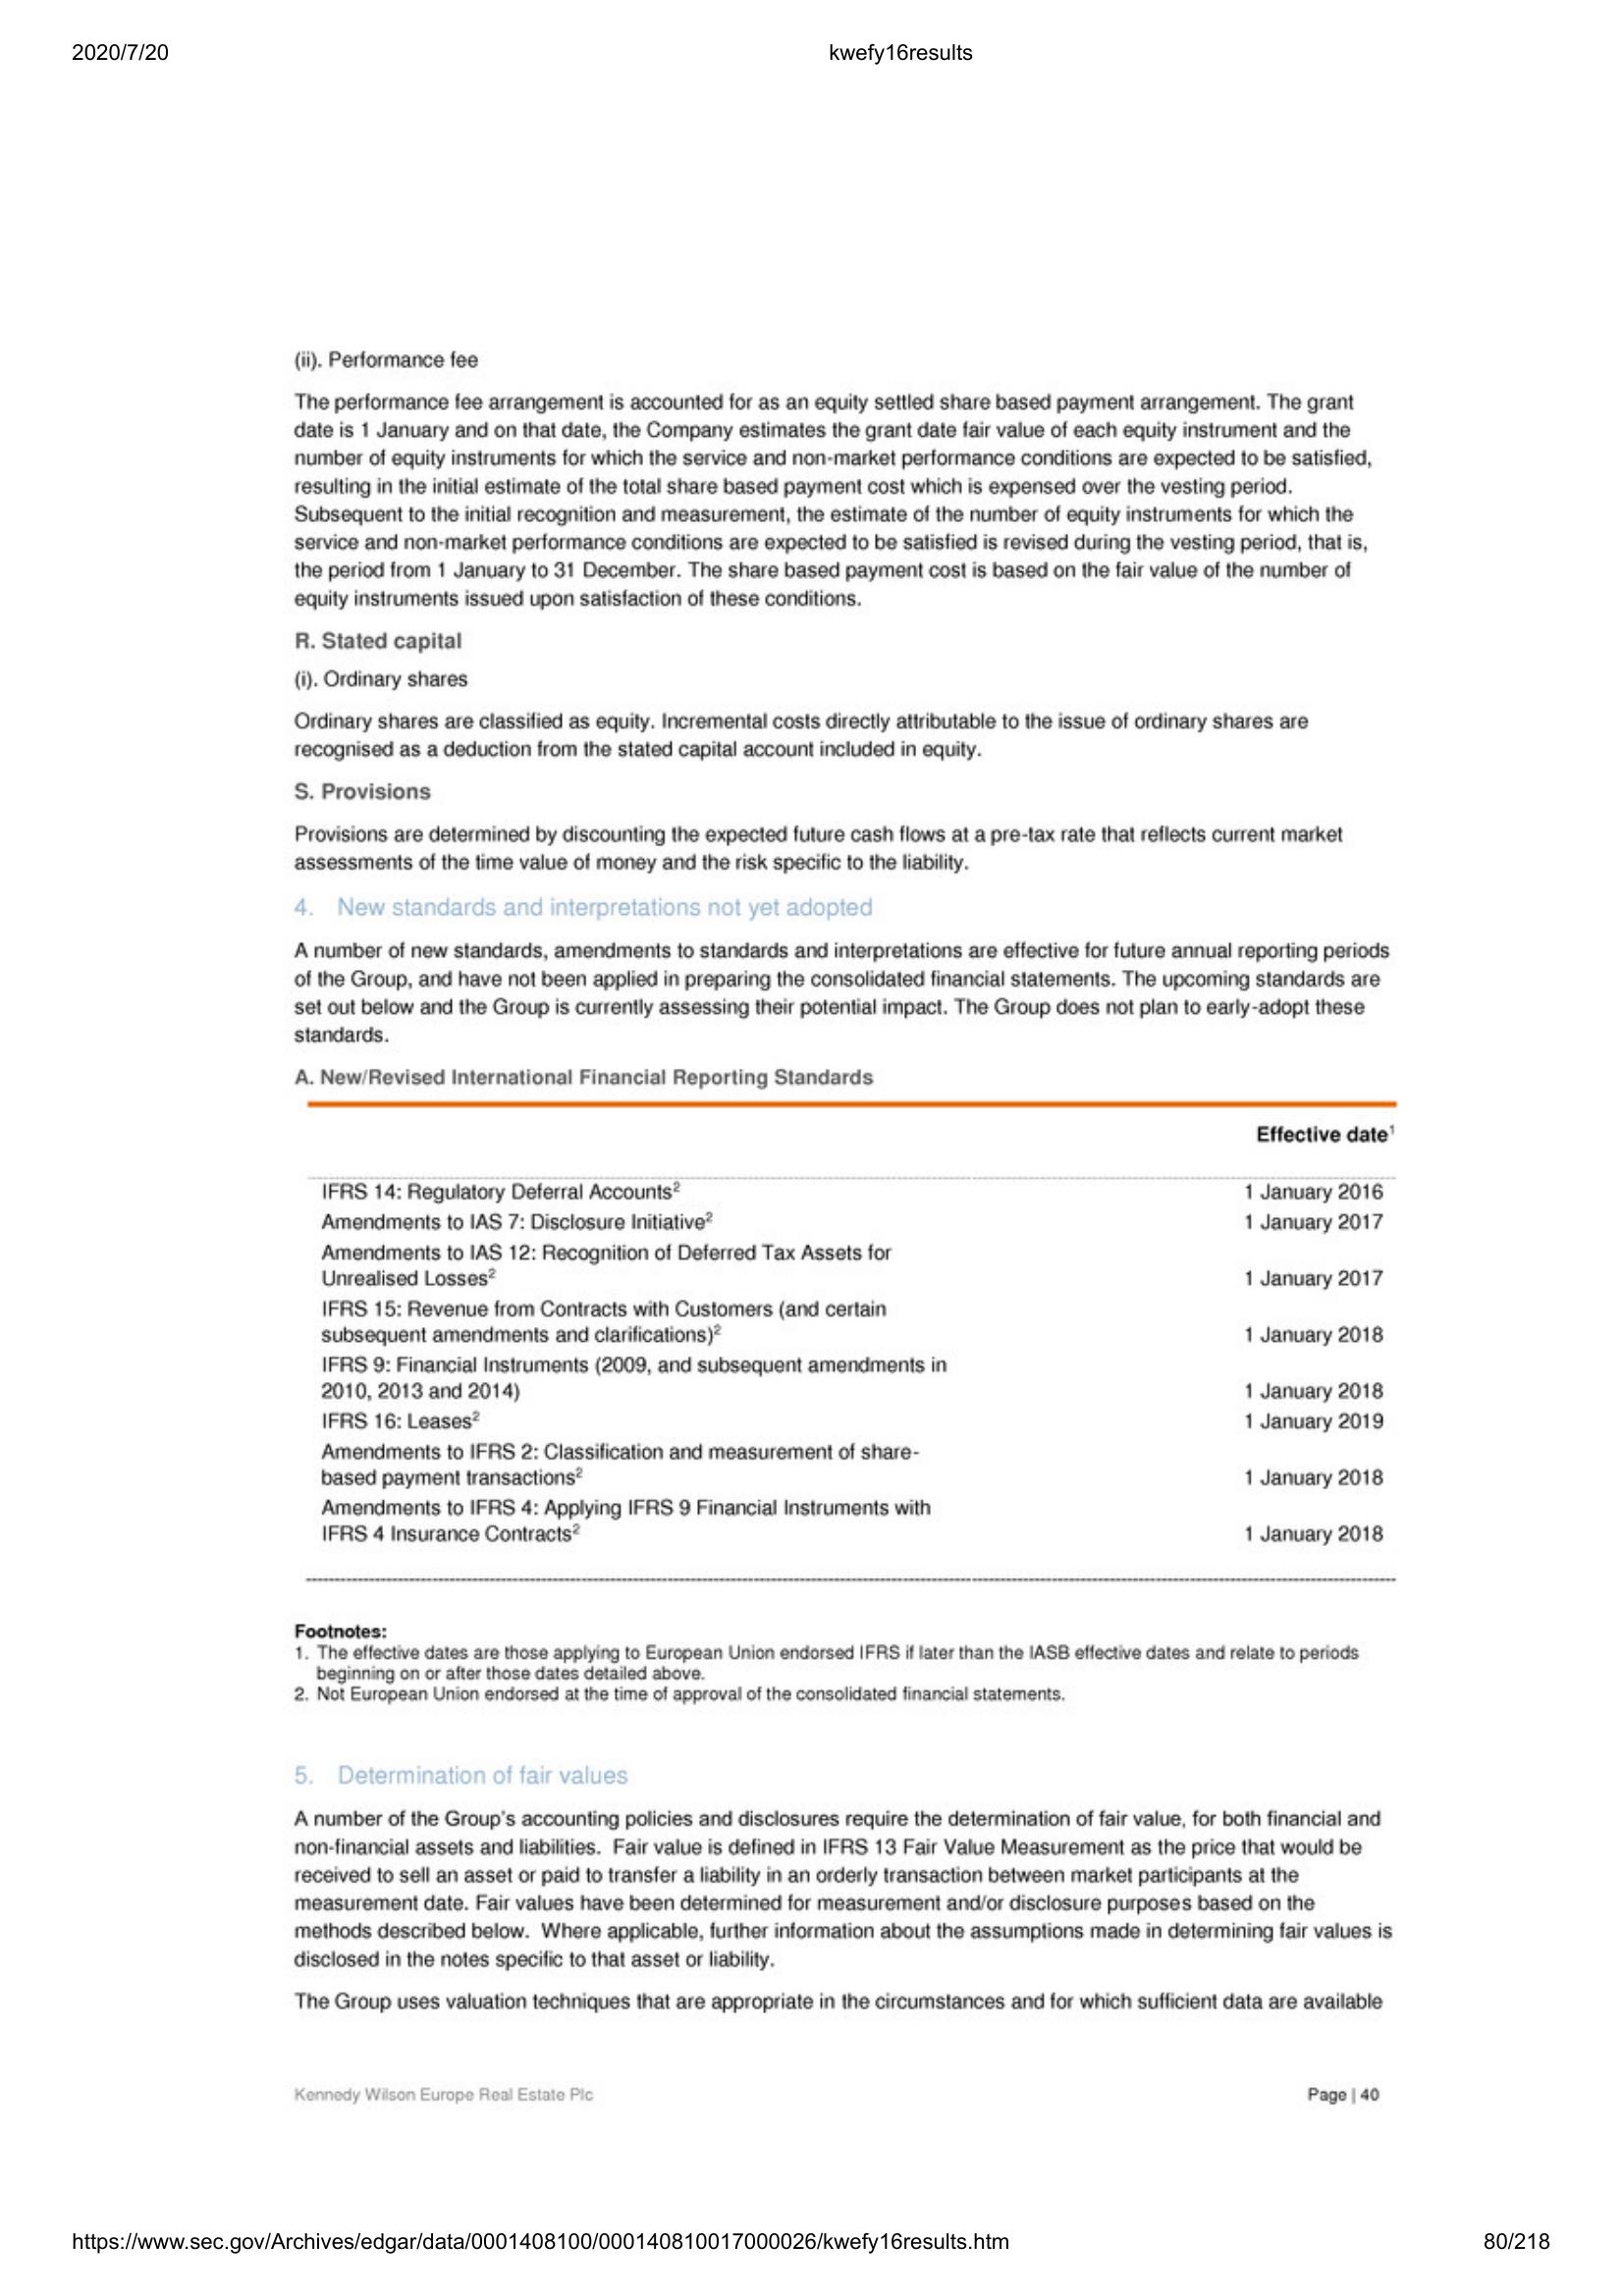 2020/7/20 kwefy16results
(ii). Performance fee
The performance fee arrangement is accounted for as an equity settled share based payment arrangement. The grant
date is 1 January and on that date, the Company estimates the grant date fair value of each equity instrument and the
number of equity instruments for which the service and non-market performance conditions are expected to be satisfied,
resulting in the initial estimate of the total share based payment cost which is expensed over the vesting period.
Subsequent to the initial recognition and measurement, the estimate of the number of equity instruments for which the
service and non-market performance conditions are expected to be satisfied is revised during the vesting period, that is,
the period from 1 January to 31 December. The share based payment cost is based on the fair value of the number of
equity instruments issued upon satisfaction of these conditions.
R. Stated capital
(i). Ordinary shares
Ordinary shares are classified as equity. Incremental costs directly attributable to the issue of ordinary shares are
recognised as a deduction from the stated capital account included in equity.
S. Provisions
Provisions are determined by discounting the expected future cash flows at a pre-tax rate that reflects current market
assessments of the time value of money and the risk specific to the liability.
4. New standards and interpretations not yet adopted
A number of new standards, amendments to standards and interpretations are effective for future annual reporting periods
of the Group, and have not been applied in preparing the consolidated financial statements. The upcoming standards are
set out below and the Group is currently assessing their potential impact. The Group does not plan to early-adopt these
standards.
A. New/Revised International Financial Reporting Standards
Effective date¹
IFRS 14: Regulatory Deferral Accounts² 1 January 2016
Amendments to IAS 7: Disclosure Initiative² 1 January 2017
Amendments to IAS 12: Recognition of Deferred Tax Assets for
Unrealised Losses² 1 January 2017
IFRS 15: Revenue from Contracts with Customers (and certain
subsequent amendments and clarifications)² 1 January 2018
IFRS 9: Financial Instruments (2009, and subsequent amendments in
2010, 2013 and 2014) 1 January 2018
IFRS 16: Leases² 1 January 2019
Amendments to IFRS 2: Classification and measurement of share-
based payment transactions² 1 January 2018
Amendments to IFRS 4: Applying IFRS 9 Financial Instruments with
IFRS 4 Insurance Contracts² 1 January 2018
Footnotes:
1. The effective dates are those applying to European Union endorsed IFRS if later than the IASB effective dates and relate to periods
beginning on or after those dates detailed above.
2. Not European Union endorsed at the time of approval of the consolidated financial statements.
5. Determination of fair values
A number of the Group's accounting policies and disclosures require the determination of fair value, for both financial and
non-financial assets and liabilities. Fair value is defined in IFRS 13 Fair Value Measurement as the price that would be
received to sell an asset or paid to transfer a liability in an orderly transaction between market participants at the
measurement date. Fair values have been determined for measurement and/or disclosure purposes based on the
methods described below. Where applicable, further information about the assumptions made in determining fair values is
disclosed in the notes specific to that asset or liability.
The Group uses valuation techniques that are appropriate in the circumstances and for which sufficient data are available
Kennedy Wilson Europe Real Estate Plc Page | 40
https://www.sec.gov/Archives/edgar/data/0001408100/000140810017000026/kwefy16results.htm 80/218